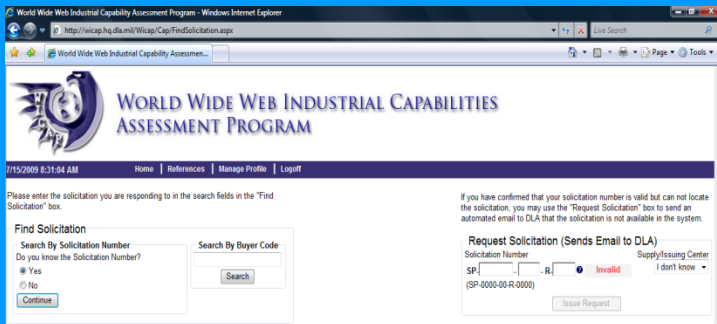 World Wide Web Industrial Capability Assessment Program - Windows Internet Explorer
http://wicap.hq.dla.mil/Wicap/Cap/FindSolicitation.aspx
Live Search
World Wide Web Industrial Capability Assessmen...
Page
Tools
WICAP
WORLD WIDE WEB INDUSTRIAL CAPABILITIES
ASSESSMENT PROGRAM
7/15/2009 8:31:04 AM Home | References | Manage Profile | Logoff
Please enter the solicitation you are responding to in the search fields in the "Find
Solicitation" box.
Find Solicitation
Search By Solicitation Number
Do you know the Solicitation Number?
Yes
No
Continue
Search By Buyer Code
Search
If you have confirmed that your solicitation number is valid but can not locate
the solicitation, you may use the "Request Solicitation" box to send an
automated email to DLA that the solicitation is not available in the system.
Request Solicitation (Sends Email to DLA)
Solicitation Number Supply/Issuing Center
SP- - - R- ? Invalid I don't know
(SP-0000-00-R-0000)
Issue Request